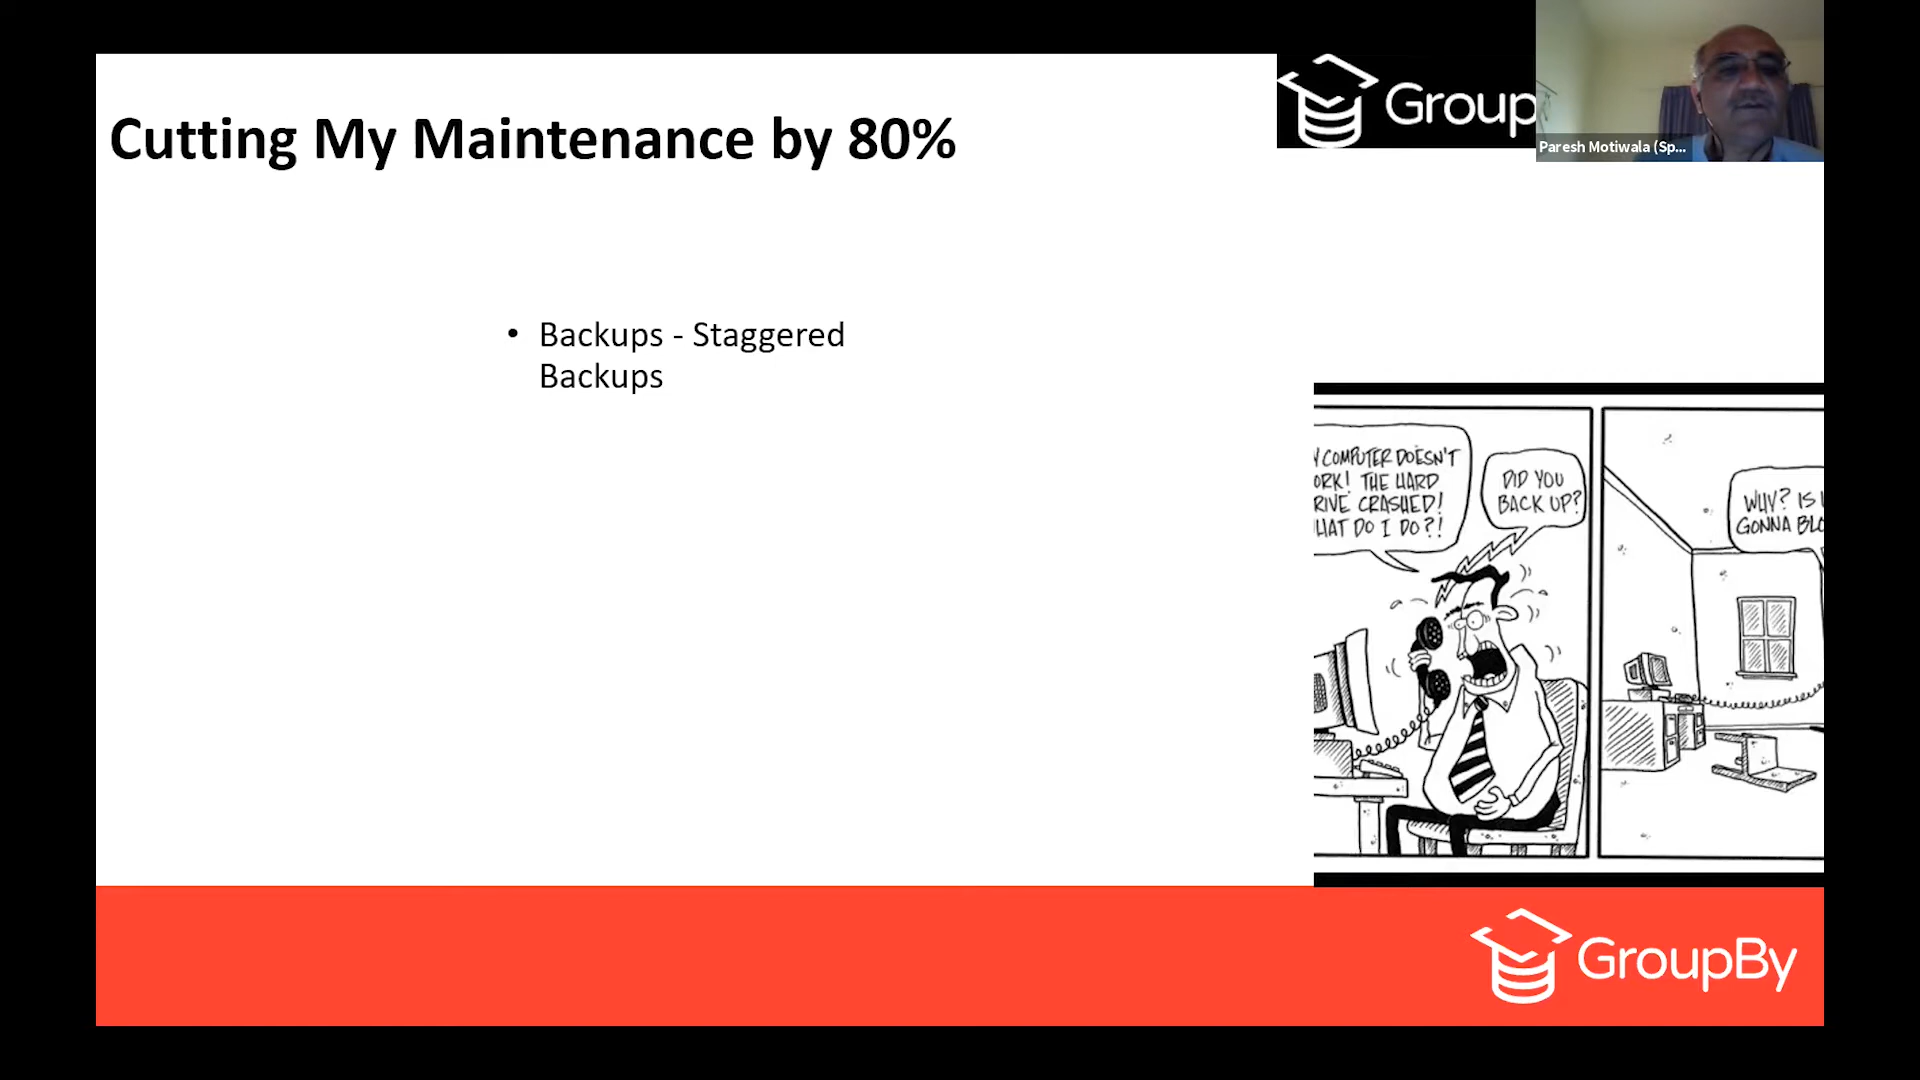 Cutting My Maintenance by 80%
Group
Paresh Motiwala (Sp...
• Backups - Staggered
Backups
Y COMPUTER DOESN'T
ORK! THE HARD
RIVE CRASHED!
HAT DO I DO?!
DID YOU
BACK UP?
WHY? IS
GONNA BLO
GroupBy